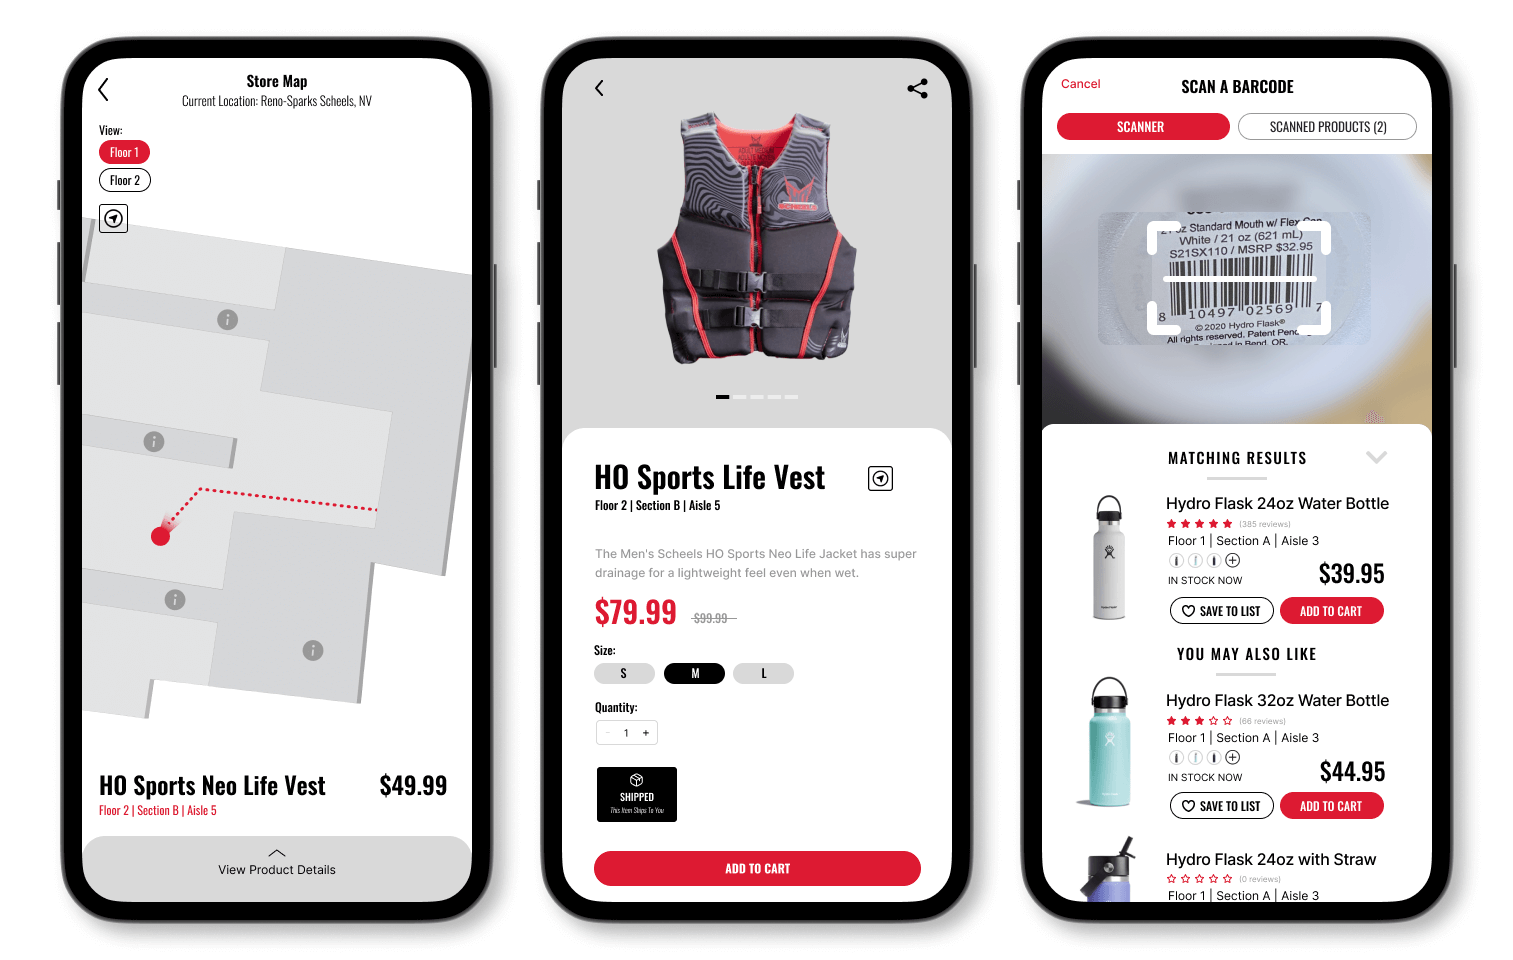 Store Map
Current Location: Reno-Sparks Scheels, NV
View:
Floor 1
Floor 2
HO Sports Neo Life Vest
$49.99
Floor 2 | Section B | Aisle 5
View Product Details
HO Sports Life Vest
Floor 2 | Section B | Aisle 5
The Men's Scheels HO Sports Neo Life Jacket has super
drainage for a lightweight feel even when wet.
$79.99 $99.99
Size:
S M L
Quantity:
- 1 +
SHIPPED
This Item Ships To You
ADD TO CART
Cancel
SCAN A BARCODE
SCANNER
SCANNED PRODUCTS (2)
oz Standard Mouth w/ Flex Cap
White / 21 oz (621 mL)
S21SX110 / MSRP $32.95
8 10497 02569 7
© 2020 Hydro Flask®
All rights reserved. Patent
in Bend, OR.
MATCHING RESULTS
Hydro Flask 24oz Water Bottle
(385 reviews)
Floor 1 | Section A | Aisle 3
IN STOCK NOW
$39.95
SAVE TO LIST
ADD TO CART
YOU MAY ALSO LIKE
Hydro Flask 32oz Water Bottle
(66 reviews)
Floor 1 | Section A | Aisle 3
IN STOCK NOW
$44.95
SAVE TO LIST
ADD TO CART
Hydro Flask 24oz with Straw
(0 reviews)
Floor 1 | Section A | Aisle 3